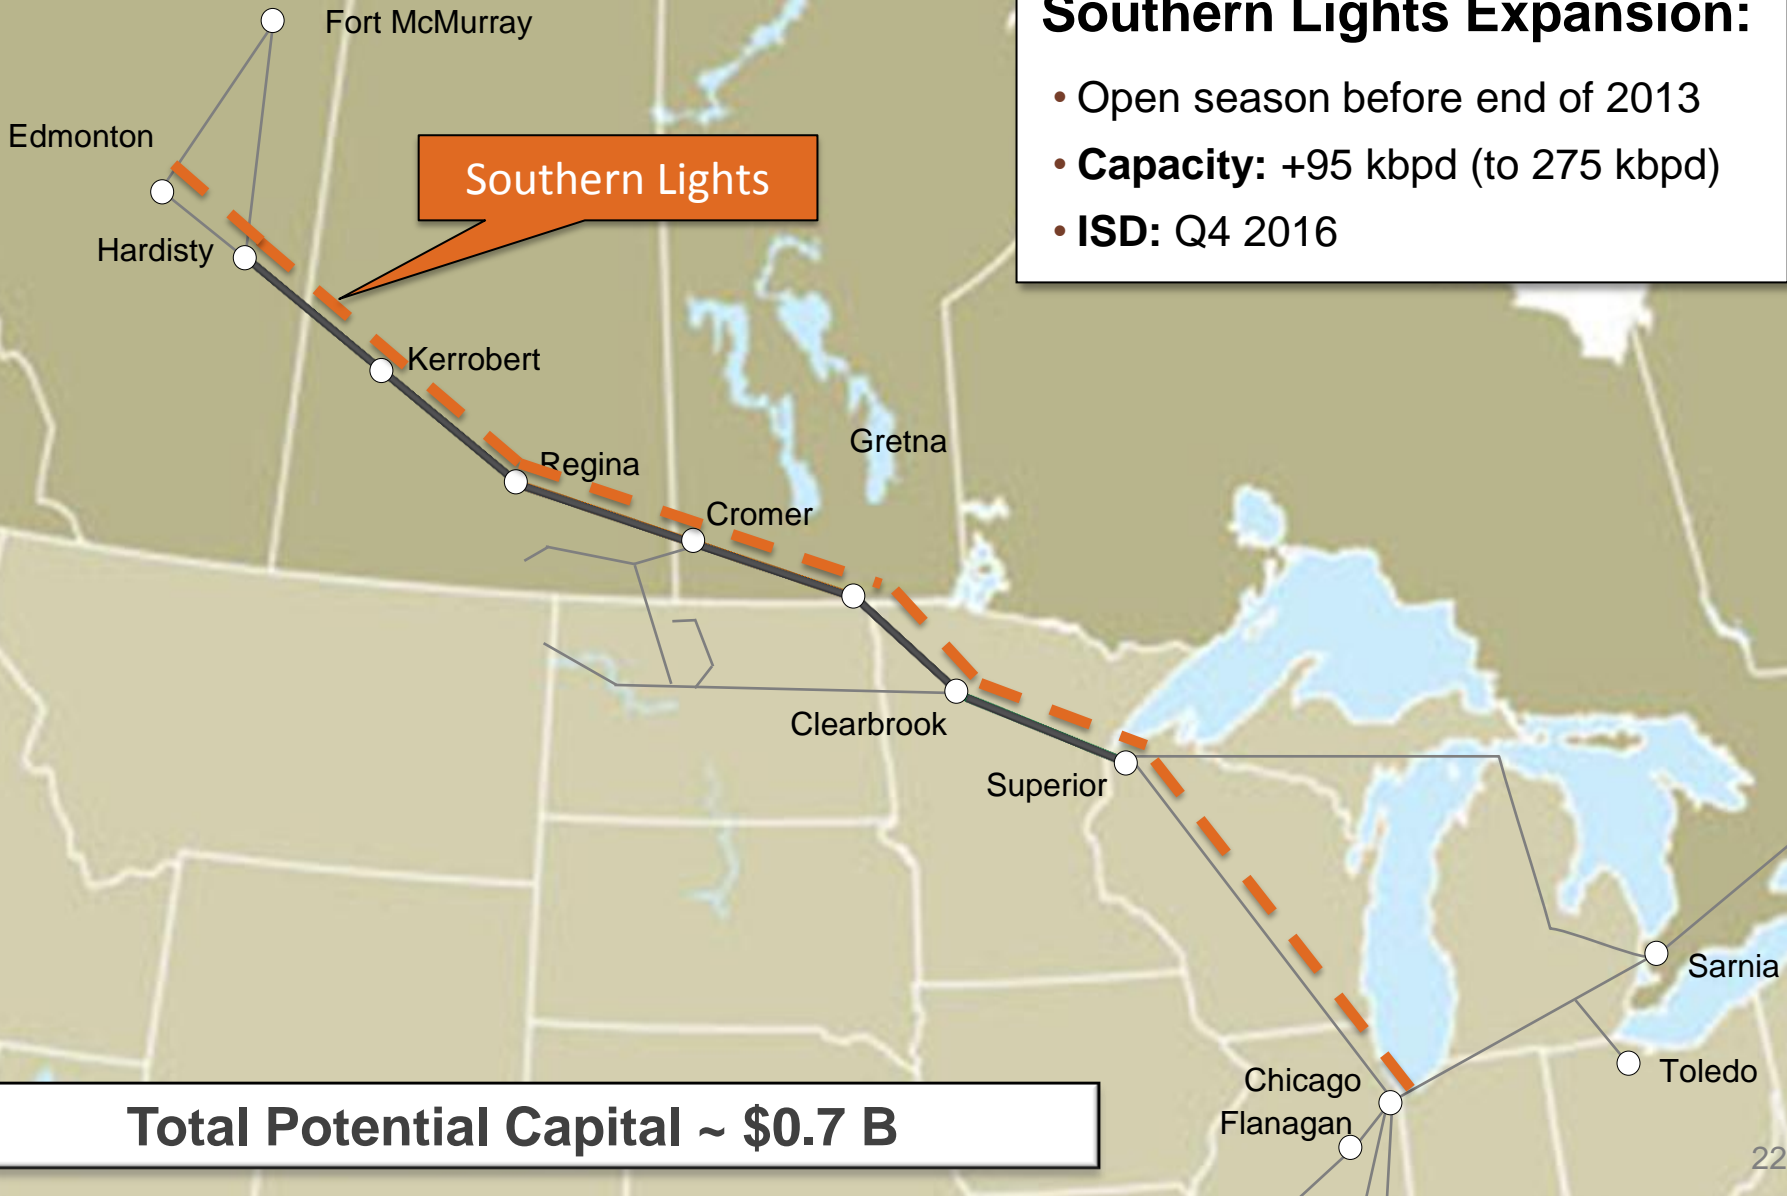 Southern Lights Expansion:
• Open season before end of 2013
• Capacity: +95 kbpd (to 275 kbpd)
• ISD: Q4 2016
Fort McMurray
Edmonton
Southern Lights
Hardisty
Kerrobert
Gretna
Regina
Cromer
Clearbrook
Superior
Sarnia
Toledo
Chicago
Flanagan
Total Potential Capital ~ $0.7 B
22